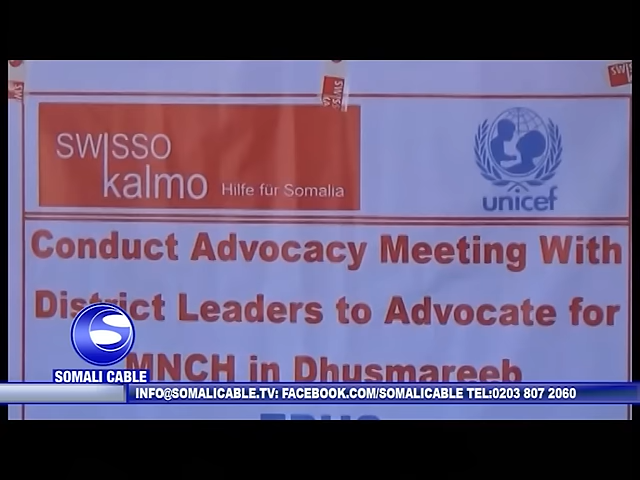 SWISSO
kalmo Hilfe für Somalia
unicef
Conduct Advocacy Meeting With
District Leaders to Advocate for
MNCH in Dhusmareeb
SOMALI CABLE
INFO@SOMALICABLE.TV: FACEBOOK.COM/SOMALICABLE TEL:0203 807 2060